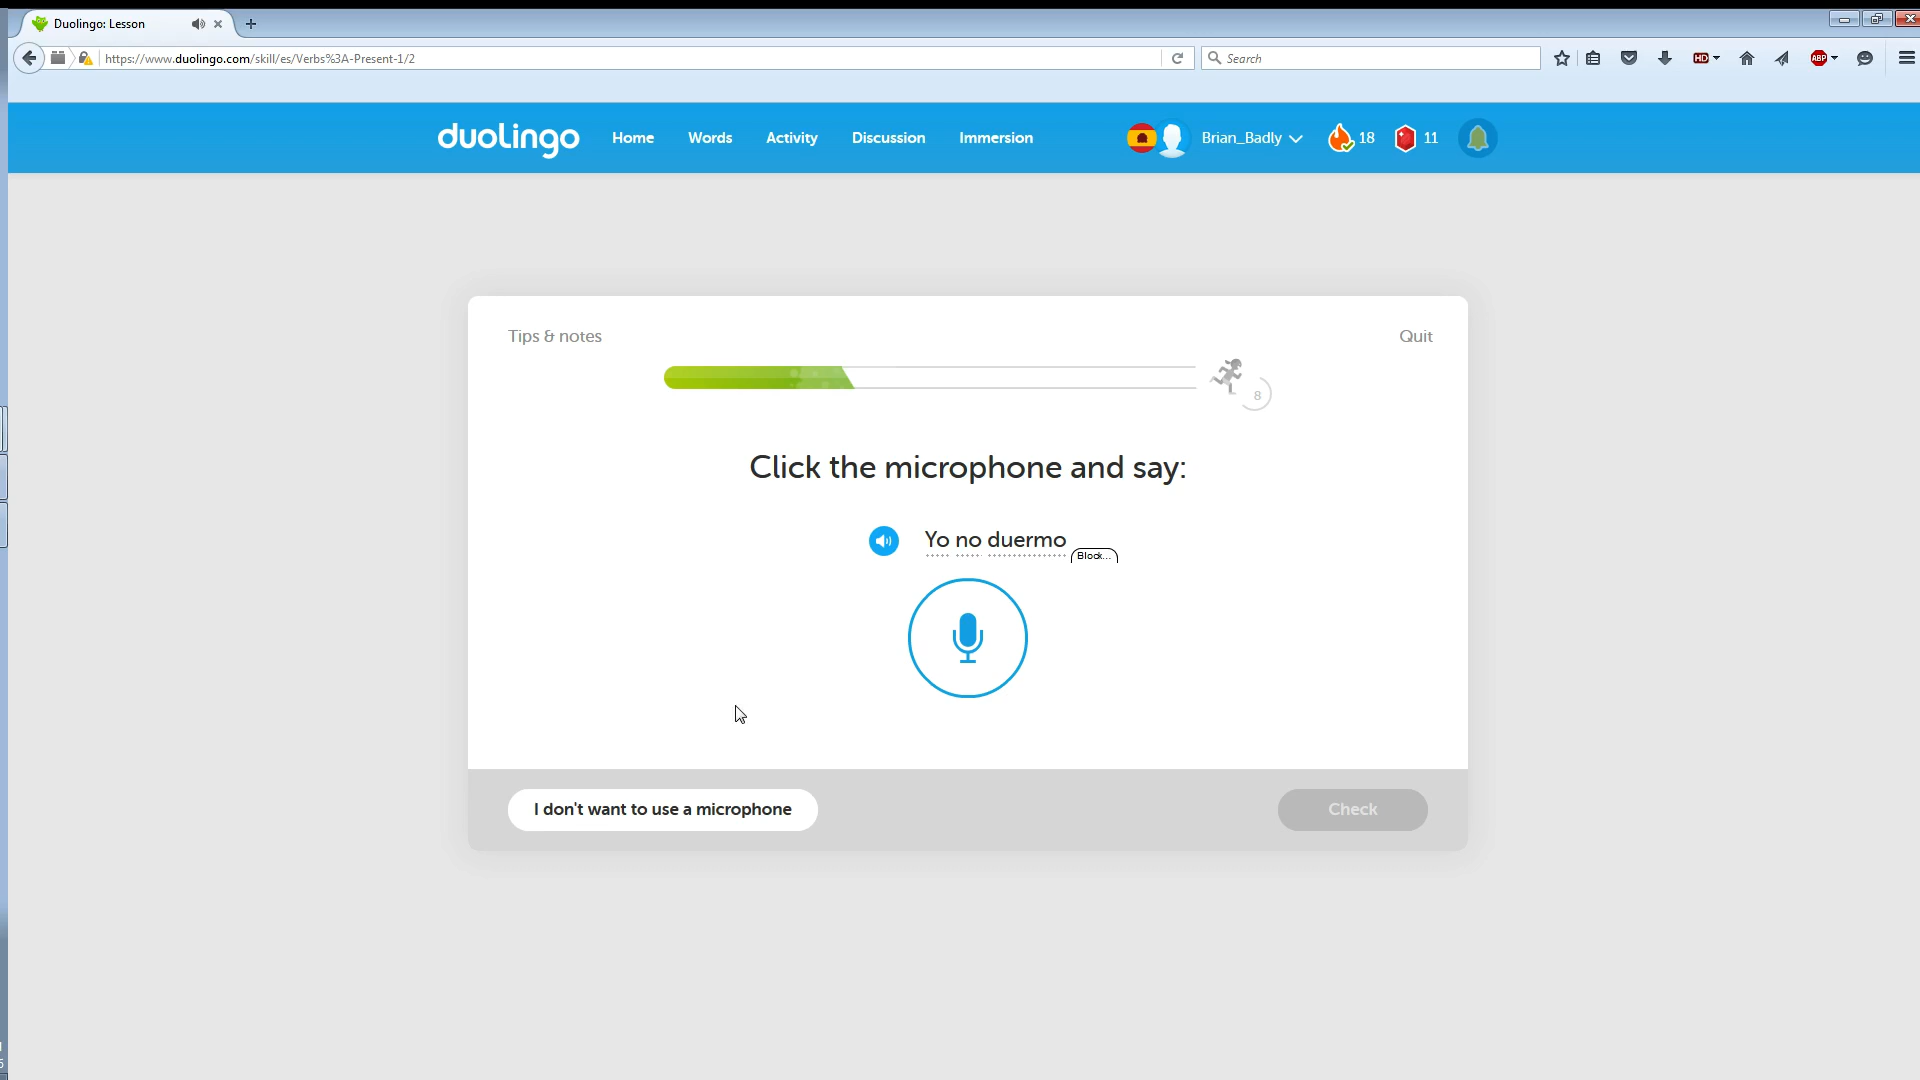 Duolingo: Lesson
https://www.duolingo.com/skill/es/Verbs%3A-Present-1/2
Search
HD
ABP
duolingo
Home
Words
Activity
Discussion
Immersion
Brian_Badly
18
11
Tips & notes
Quit
8
Click the microphone and say:
Yo no duermo
Block...
I don't want to use a microphone
Check